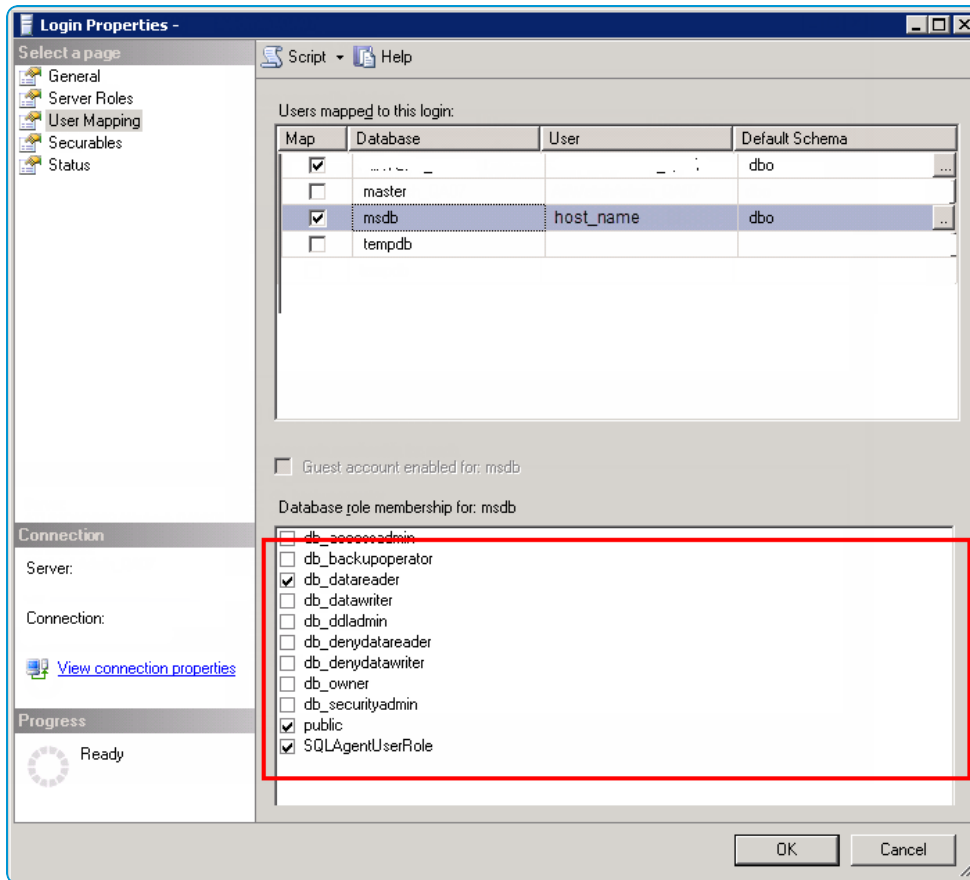 Login Properties -
Select a page
General
Server Roles
User Mapping
Securables
Status
Connection
Server:
Connection:
View connection properties
Progress
Ready
Script Help
Users mapped to this login:
Map Database User Default Schema
dbo ...
master
msdb host_name dbo ..
tempdb
Guest account enabled for: msdb
Database role membership for: msdb
db_accessadmin
db_backupoperator
db_datareader
db_datawriter
db_ddladmin
db_denydatareader
db_denydatawriter
db_owner
db_securityadmin
public
SQLAgentUserRole
OK Cancel